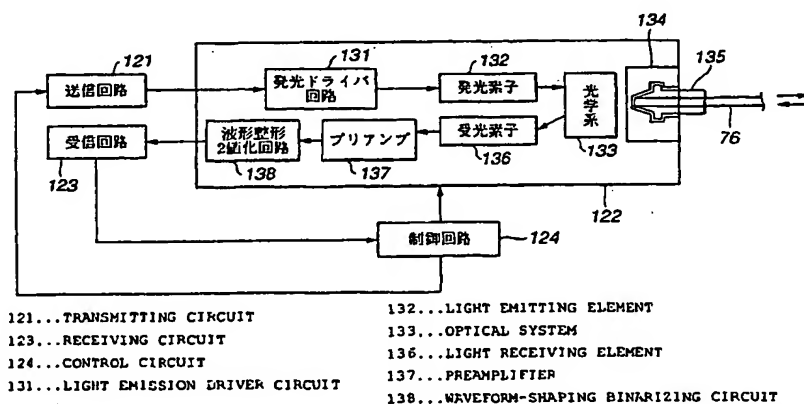 134
121
131
132
135
送信回路
発光ドライバ
回路
発光素子
光学系
受信回路
波形整形
2値化回路
プリアンプ
受光素子
133
76
123
138
137
136
122
制御回路
124
121...TRANSMITTING CIRCUIT
123...RECEIVING CIRCUIT
124...CONTROL CIRCUIT
131...LIGHT EMISSION DRIVER CIRCUIT
132...LIGHT EMITTING ELEMENT
133...OPTICAL SYSTEM
136...LIGHT RECEIVING ELEMENT
137...PREAMPLIFIER
138...WAVEFORM-SHAPING BINARIZING CIRCUIT